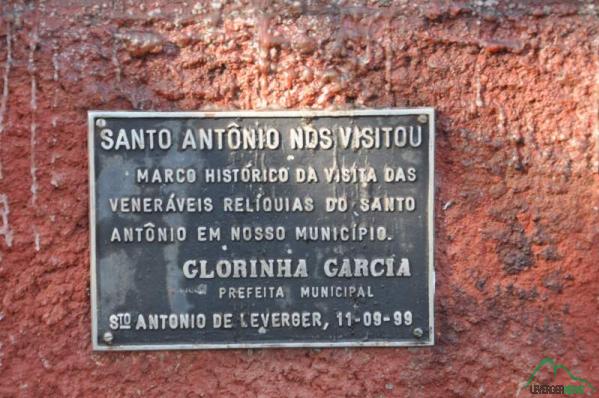 SANTO ANTÔNIO NOS VISITOU
MARCO HISTÓRICO DA VISITA DAS
VENERÁVEIS RELÍQUIAS DO SANTO
ANTÔNIO EM NOSSO MUNICÍPIO.
GLORINHA GARCIA
PREFEITA MUNICIPAL
STO ANTONIO DE LEVERGER, 11-09-99